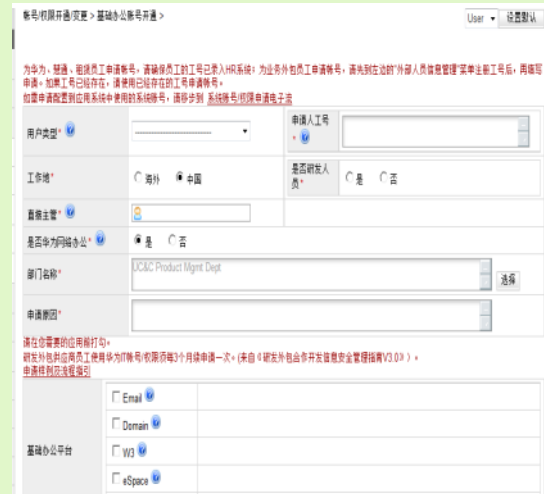 帐号/权限开通/变更 > 基础办公账号开通 >
User 设置默认
为华为、慧通、租赁员工申请帐号，请确保员工的工号已录入HR系统；为业务外包员工申请帐号，请先到左边的"外部人员信息管理"菜单注册工号后，再填写
申请。如果工号已经存在，请使用已经存在的工号申请帐号。
如需申请配置到应用系统中使用的系统帐号，请移步到 系统账号/权限申请电子流
用户类型* ------------------------------ 申请人工号
*
工作地* 海外 中国 是否研发人
员* 是 否
直接主管*
是否华为网络办公* 是 否
部门名称* UC&C Product Mgmt Dept 选择
申请原因*
请在你需要的应用前打勾。
研发外包供应商员工使用华为IT帐号/权限须每3个月续申请一次。(来自《研发外包合作开发信息安全管理指南V3.0》)。
申请样例及流程指引
Email
Domain
基础办公平台
W3
eSpace